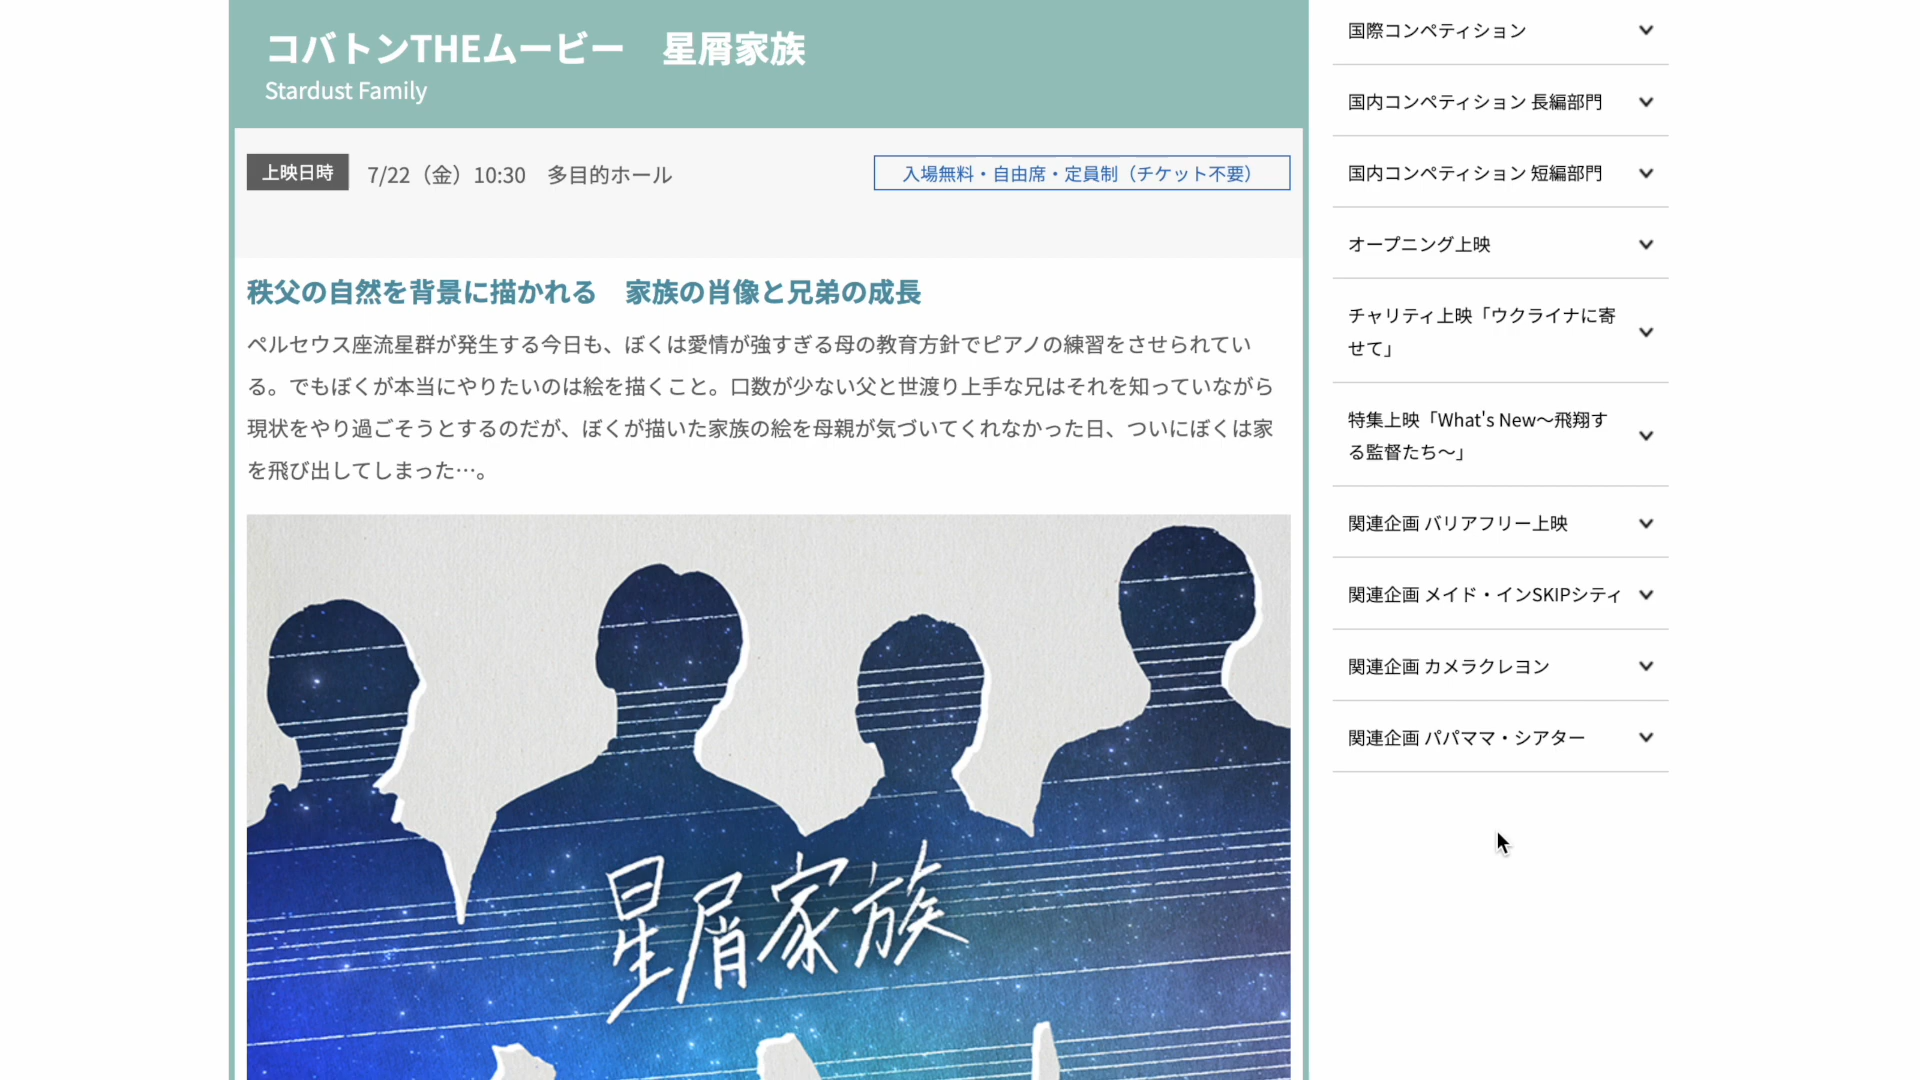 コバトンTHEムービー　星屑家族
Stardust Family
上映日時
7/22（金）10:30　多目的ホール
入場無料・自由席・定員制（チケット不要）
秩父の自然を背景に描かれる　家族の肖像と兄弟の成長
ペルセウス座流星群が発生する今日も、ぼくは愛情が強すぎる母の教育方針でピアノの練習をさせられてい
る。でもぼくが本当にやりたいのは絵を描くこと。口数が少ない父と世渡り上手な兄はそれを知っていながら
現状をやり過ごそうとするのだが、ぼくが描いた家族の絵を母親が気づいてくれなかった日、ついにぼくは家
を飛び出してしまった…。
星屑家族
国際コンペティション
国内コンペティション 長編部門
国内コンペティション 短編部門
オープニング上映
チャリティ上映「ウクライナに寄
せて」
特集上映「What's New〜飛翔す
る監督たち〜」
関連企画 バリアフリー上映
関連企画 メイド・インSKIPシティ
関連企画 カメラクレヨン
関連企画 パパママ・シアター